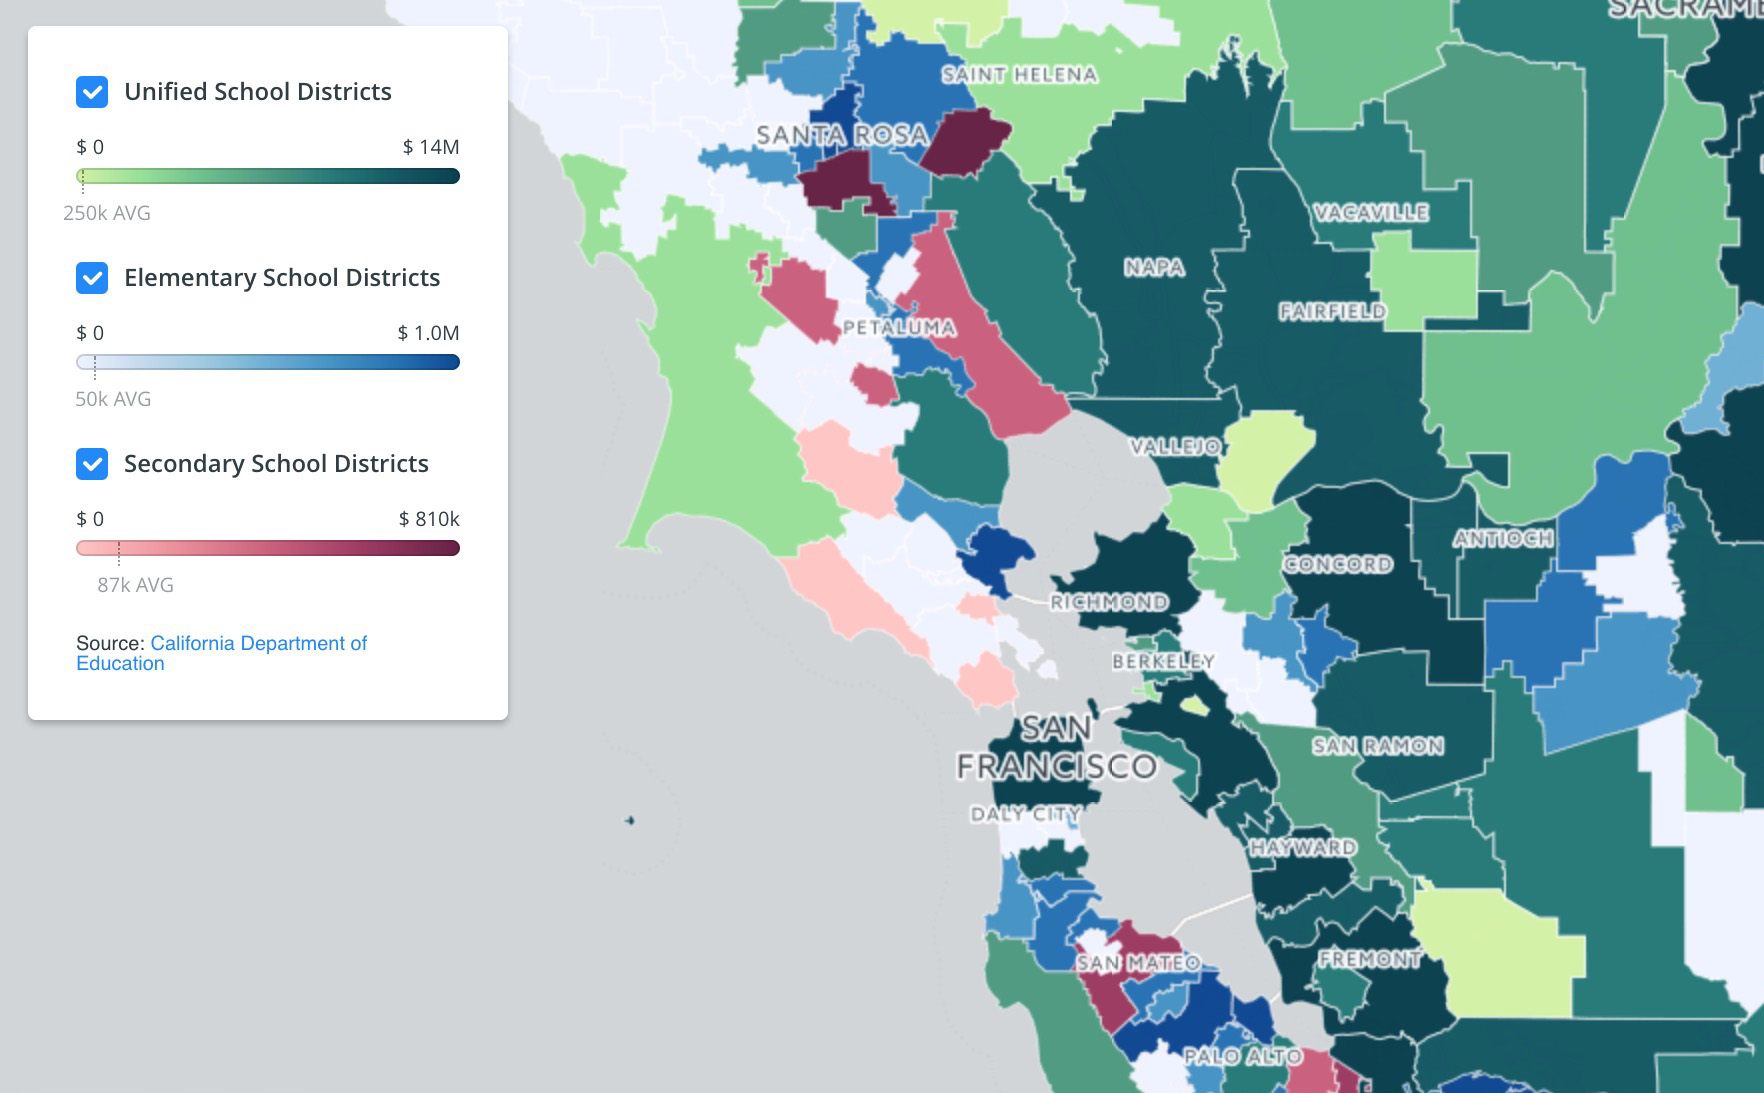 Unified School Districts
$ 0
$ 14M
250k AVG
Elementary School Districts
$ 0
$ 1.0M
50k AVG
Secondary School Districts
$ 0
$ 810k
87k AVG
Source: California Department of
Education
SAINT HELENA
SANTA ROSA
VACAVILLE
NAPA
FAIRFIELD
PETALUMA
VALLEJO
ANTIOCH
CONCORD
RICHMOND
BERKELEY
SAN
FRANCISCO
SAN RAMON
DALY CITY
HAYWARD
FREMONT
SAN MATEO
PALO ALTO